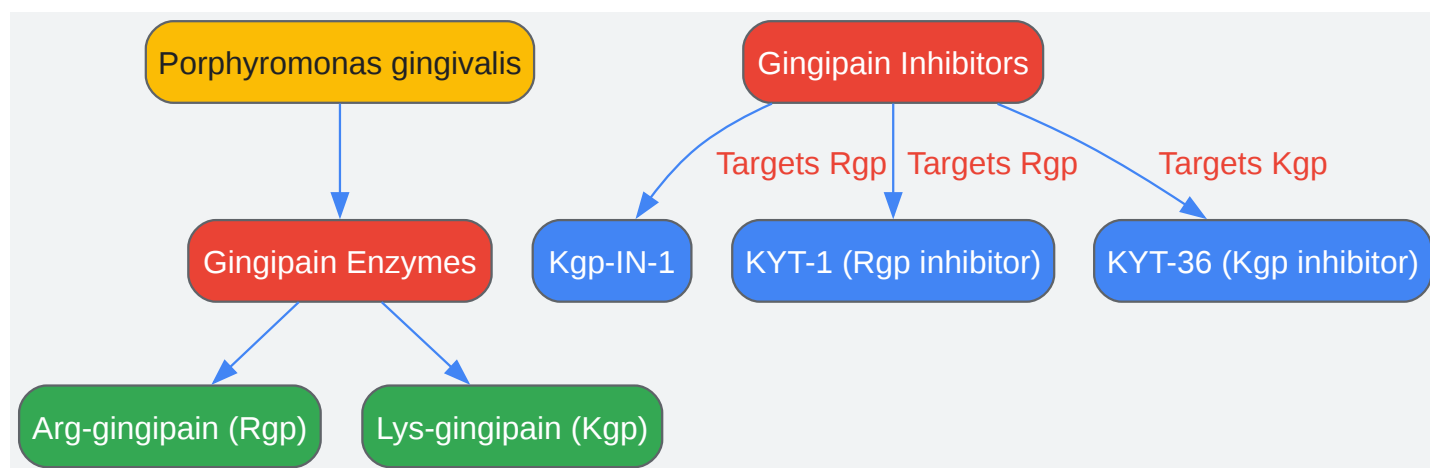 Porphyromonas gingivalis
Gingipain Inhibitors
Targets Rgp
Targets Rgp
Targets Kgp
Gingipain Enzymes
Kgp-IN-1
KYT-1 (Rgp inhibitor)
KYT-36 (Kgp inhibitor)
Arg-gingipain (Rgp)
Lys-gingipain (Kgp)